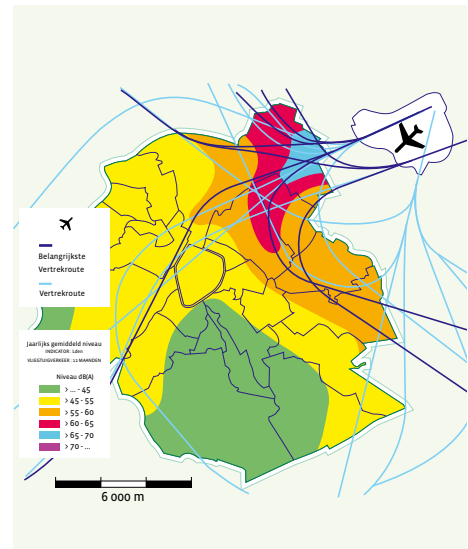 Belangrijkste
Vertrekroute
Vertrekroute
Jaarlijks gemiddeld niveau
INDICATOR: Lden
VLIEGTUIGVERKEER: 12 MAANDEN
Niveau dB(A)
> ... - 45
> 45 - 55
> 55 - 60
> 60 - 65
> 65 - 70
> 70 - ...
6 000 m